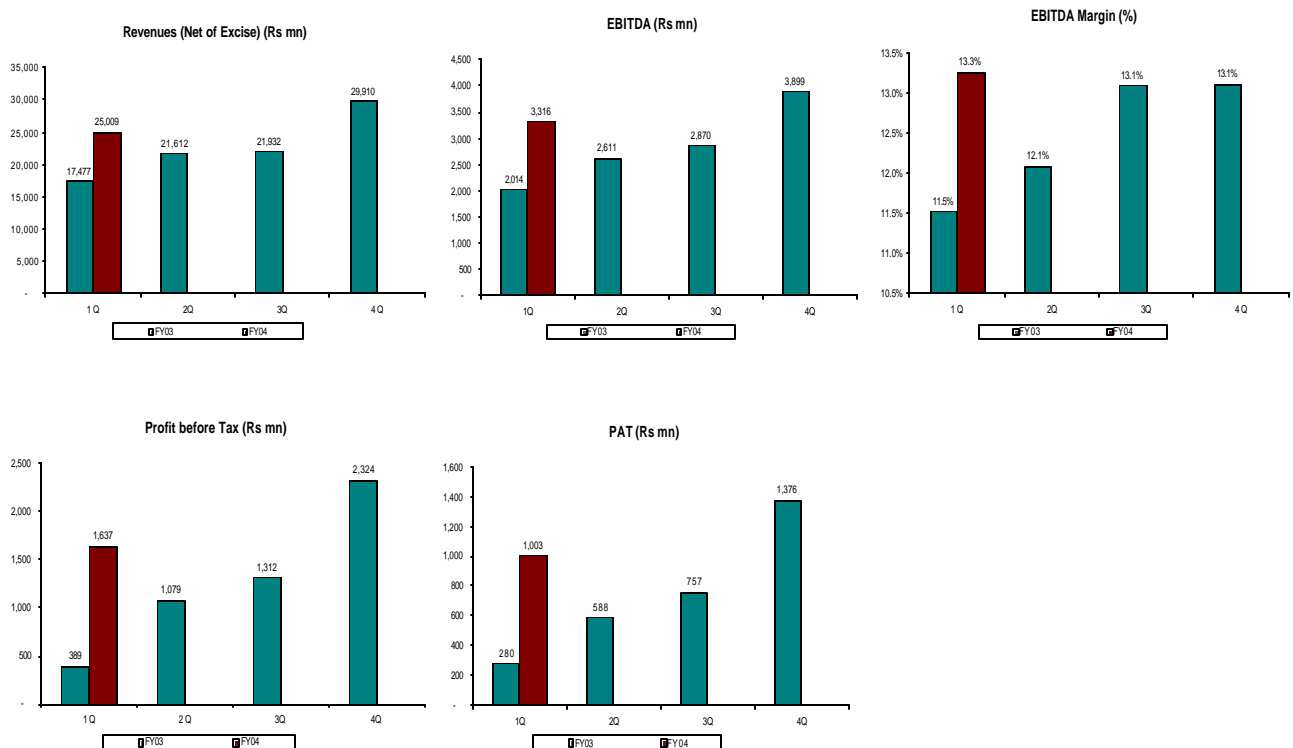 Revenues (Net of Excise) (Rs mn)
35,000
30,000
25,000
20,000
15,000
10,000
5,000
-
17,477
25,009
21,612
21,932
29,910
1Q
2Q
3Q
4Q
FY03
FY04
EBITDA (Rs mn)
4,500
4,000
3,500
3,000
2,500
2,000
1,500
1,000
500
-
2,014
3,316
2,611
2,870
3,899
1Q
2Q
3Q
4Q
FY03
FY04
EBITDA Margin (%)
13.5%
13.0%
12.5%
12.0%
11.5%
11.0%
10.5%
11.5%
13.3%
12.1%
13.1%
13.1%
1Q
2Q
3Q
4Q
FY03
FY04
Profit before Tax (Rs mn)
2,500
2,000
1,500
1,000
500
-
389
1,637
1,079
1,312
2,324
1Q
2Q
3Q
4Q
FY03
FY04
PAT (Rs mn)
1,600
1,400
1,200
1,000
800
600
400
200
-
280
1,003
588
757
1,376
1Q
2Q
3Q
4Q
FY03
FY04